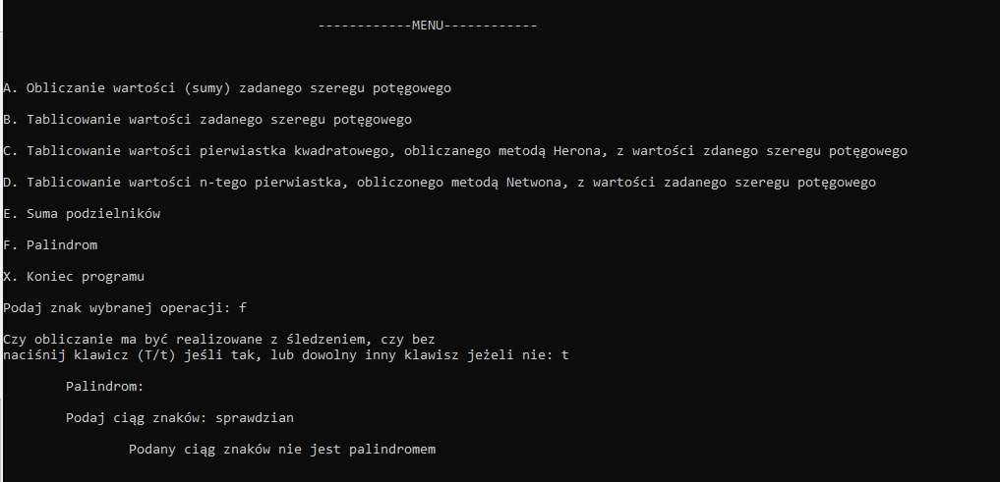 ------------MENU------------
A. Obliczanie wartości (sumy) zadanego szeregu potęgowego
B. Tablicowanie wartości zadanego szeregu potęgowego
C. Tablicowanie wartości pierwiastka kwadratowego, obliczanego metodą Herona, z wartości zdanego szeregu potęgowego
D. Tablicowanie wartości n-tego pierwiastka, obliczonego metodą Netwona, z wartości zadanego szeregu potęgowego
E. Suma podzielników
F. Palindrom
X. Koniec programu
Podaj znak wybranej operacji: f
Czy obliczanie ma być realizowane z śledzeniem, czy bez
naciśnij klawicz (T/t) jeśli tak, lub dowolny inny klawisz jeżeli nie: t
Palindrom:
Podaj ciąg znaków: sprawdzian
Podany ciąg znaków nie jest palindromem